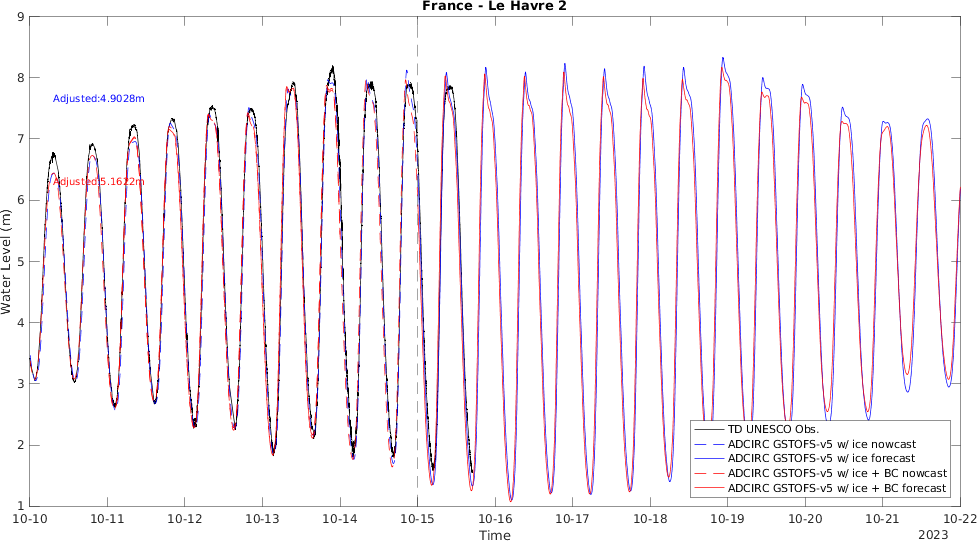 France - Le Havre 2
9
8
7
6
5
4
3
2
1
Water Level (m)
Adjusted:4.9028m
Adjusted:5.1622m
TD UNESCO Obs.
ADCIRC GSTOFS-v5 w/ ice nowcast
ADCIRC GSTOFS-v5 w/ ice forecast
ADCIRC GSTOFS-v5 w/ ice + BC nowcast
ADCIRC GSTOFS-v5 w/ ice + BC forecast
10-10 10-11 10-12 10-13 10-14 10-15 10-16 10-17 10-18 10-19 10-20 10-21 10-22
Time
2023